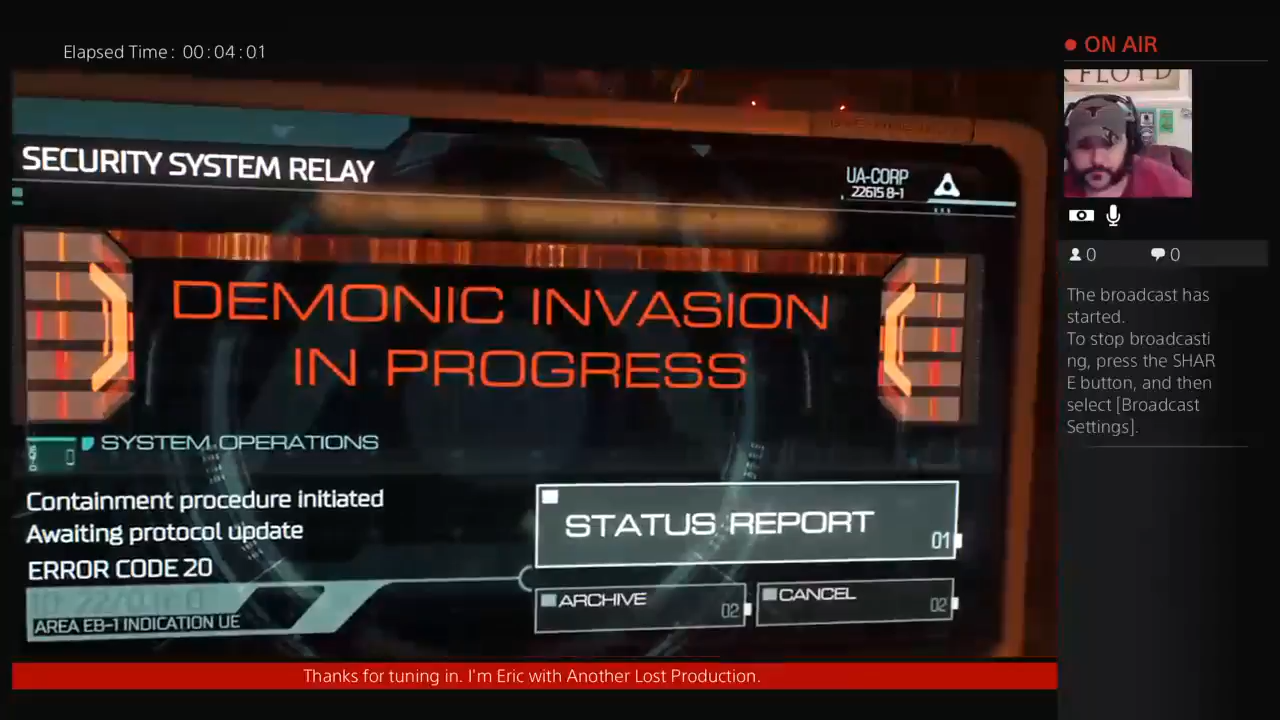 Elapsed Time: 00:04:01
ON AIR
K FLOYD
SECURITY SYSTEM RELAY
UA-CORP
22615 8-1
DEMONIC INVASION
IN PROGRESS
SYSTEM OPERATIONS
Containment procedure initiated
Awaiting protocol update
ERROR CODE 20
AREA EB-1 INDICATION UE
STATUS REPORT
01
ARCHIVE
02
CANCEL
02
0
0
The broadcast has
started.
To stop broadcasti
ng, press the SHAR
E button, and then
select [Broadcast
Settings].
Thanks for tuning in. I'm Eric with Another Lost Production.